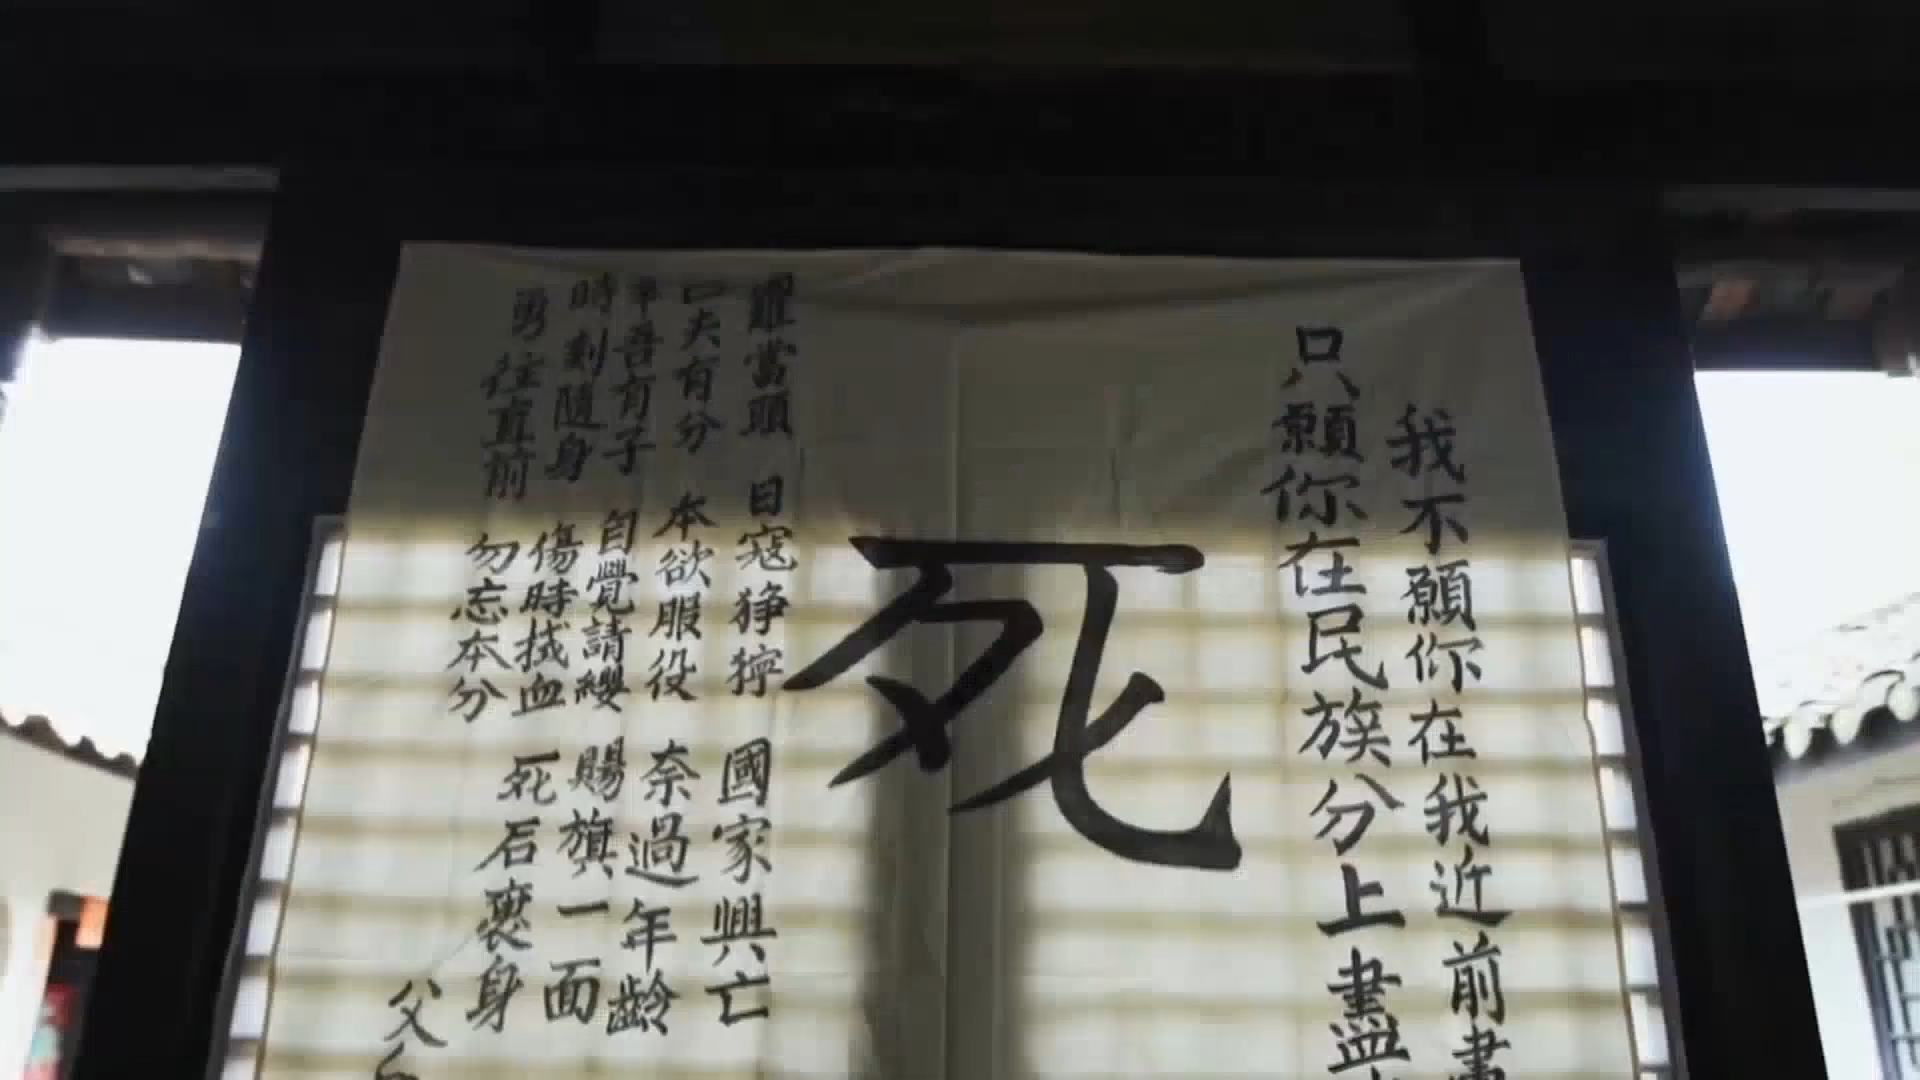 我不願你在我近前
只願你在民族分上盡
死
當頭 日寇猙獰 國家興亡
夫有分 本欲服役 奈過年齡
吾有子 自覺請纓 賜旗一面
時刻隨身 傷時拭血 死后裹身
勇往直前 勿忘本分
父